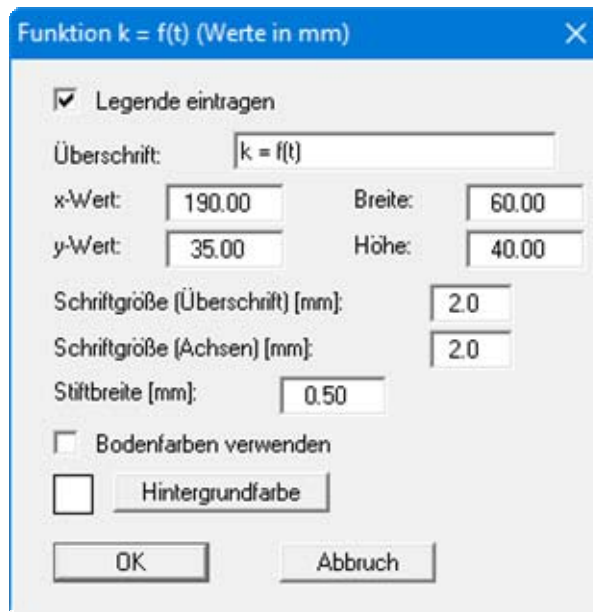 Funktion k = f(t) (Werte in mm)
Legende eintragen
Überschrift: k = f(t)
x-Wert: 190.00 Breite: 60.00
y-Wert: 35.00 Höhe: 40.00
Schriftgröße (Überschrift) [mm]: 2.0
Schriftgröße (Achsen) [mm]: 2.0
Stiftbreite [mm]: 0.50
Bodenfarben verwenden
Hintergrundfarbe
OK Abbruch